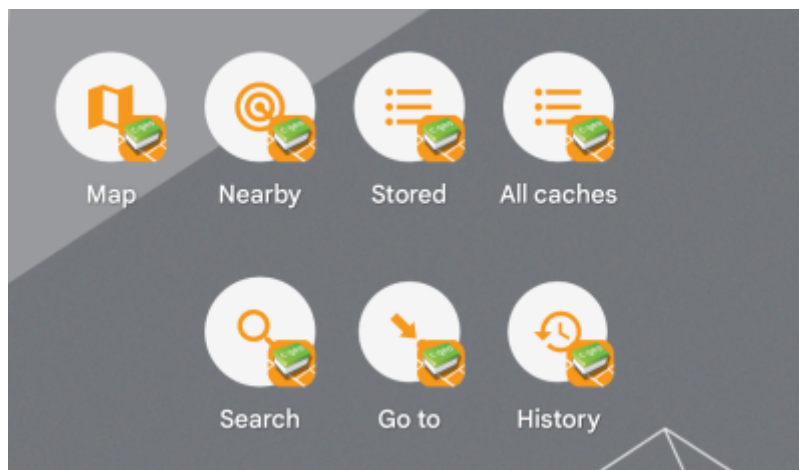 Map
Nearby
Stored
All caches
Search
Go to
History